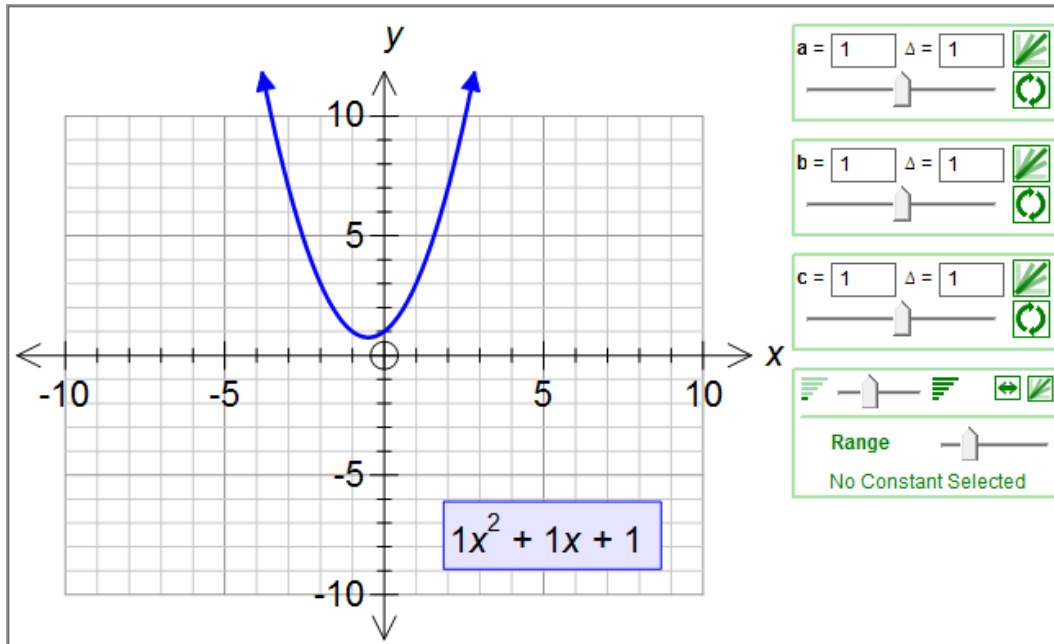 y
10
5
-10
-5
5
10
x
-5
-10
1x² + 1x + 1
a = 1 Δ = 1
b = 1 Δ = 1
c = 1 Δ = 1
Range
No Constant Selected